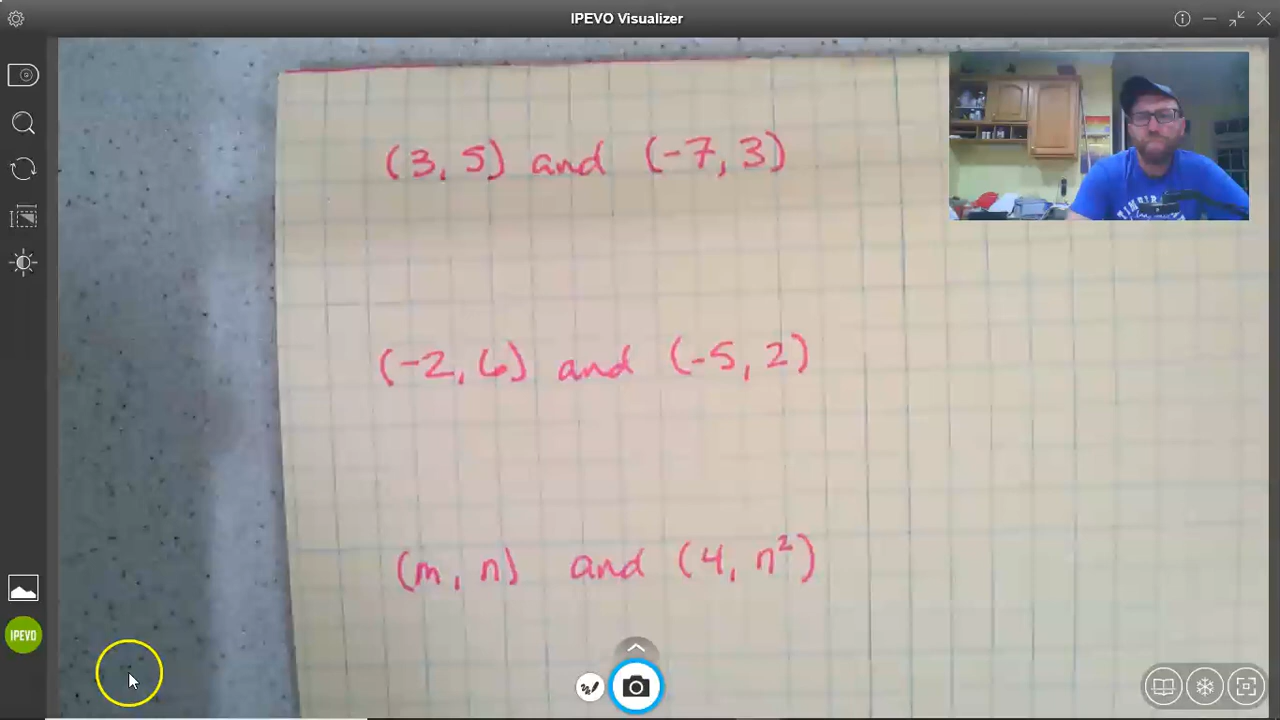 IPEVO Visualizer
(3, 5) and (-7, 3)
(-2, 6) and (-5, 2)
(m, n) and (4, n²)
IPEVO